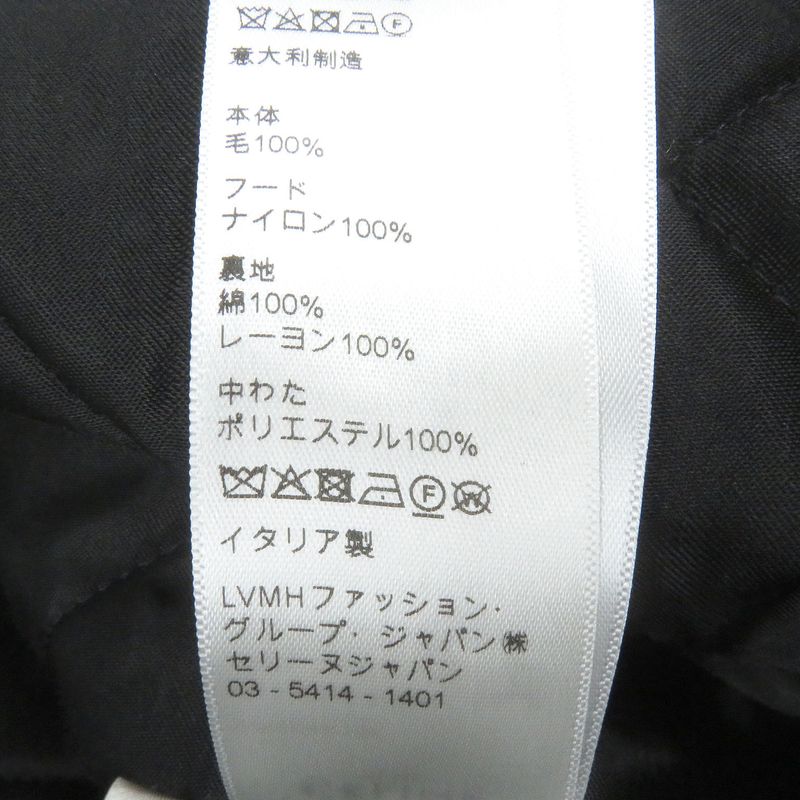 意大利制造
本体
毛100%
フード
ナイロン100%
裏地
綿100%
レーヨン100%
中わた
ポリエステル100%
イタリア製
LVMHファッション・
グループ・ジャパン㈱
セリーヌジャパン
03 - 5414 - 1401